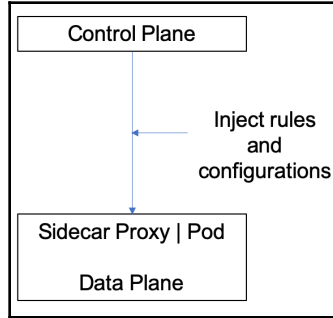 Control Plane
Inject rules
and
configurations
Sidecar Proxy | Pod
Data Plane